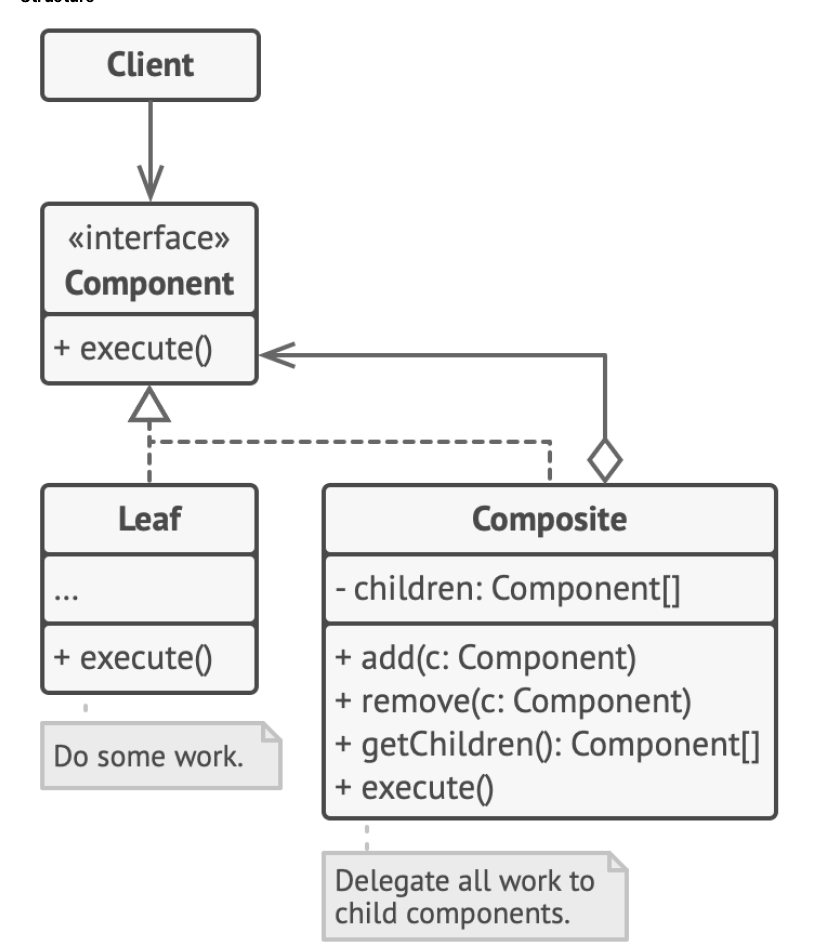 Structure
Client
«interface»
Component
+ execute()
Leaf
...
+ execute()
Do some work.
Composite
- children: Component[]
+ add(c: Component)
+ remove(c: Component)
+ getChildren(): Component[]
+ execute()
Delegate all work to
child components.